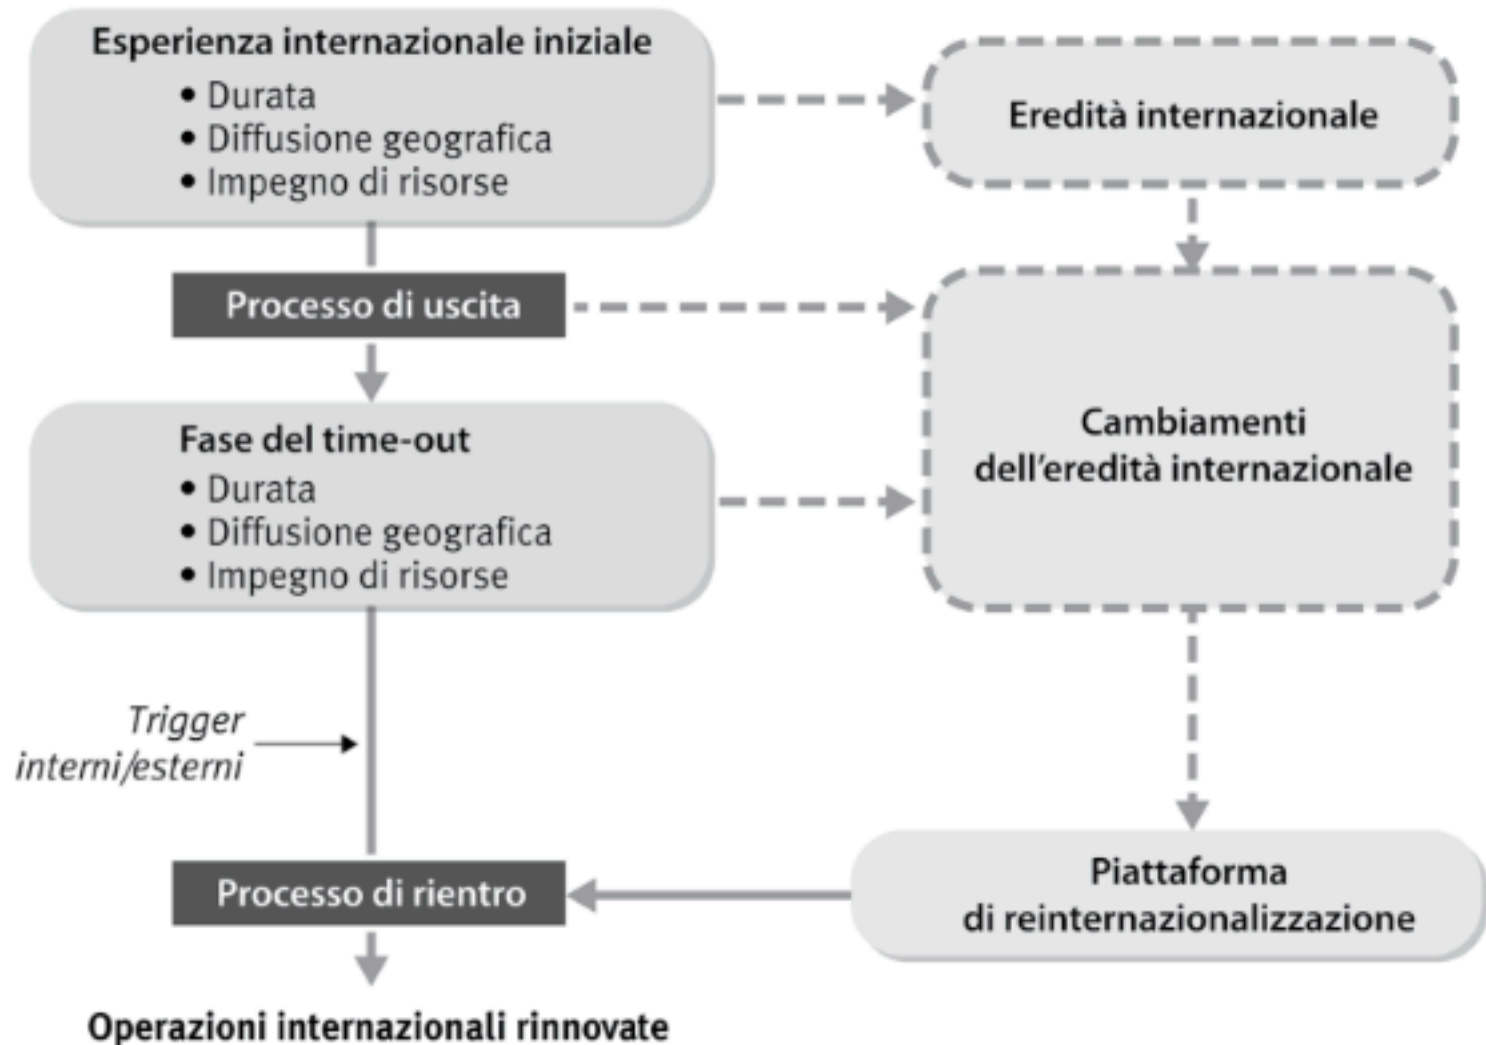 Esperienza internazionale iniziale
• Durata
• Diffusione geografica
• Impegno di risorse
Eredità internazionale
Processo di uscita
Cambiamenti
dell’eredità internazionale
Fase del time-out
• Durata
• Diffusione geografica
• Impegno di risorse
Trigger
interni/esterni
Processo di rientro
Piattaforma
di reinternazionalizzazione
Operazioni internazionali rinnovate